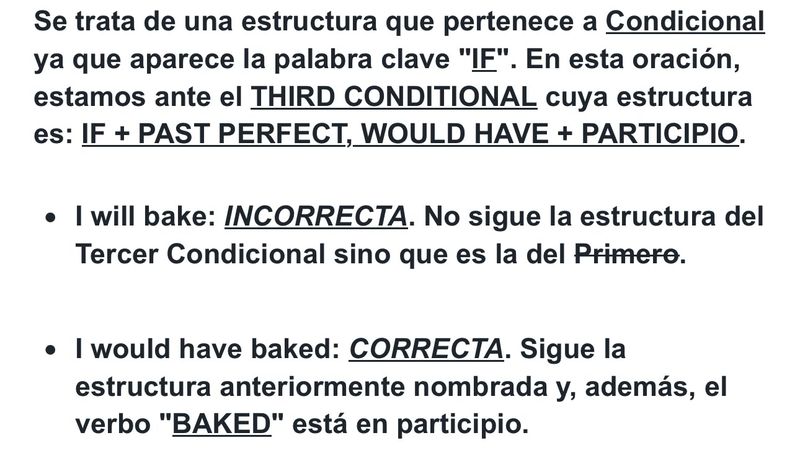 Se trata de una estructura que pertenece a Condicional
ya que aparece la palabra clave "IF". En esta oración,
estamos ante el THIRD CONDITIONAL cuya estructura
es: IF + PAST PERFECT, WOULD HAVE + PARTICIPIO.
• I will bake: INCORRECTA. No sigue la estructura del
Tercer Condicional sino que es la del Primero.
• I would have baked: CORRECTA. Sigue la
estructura anteriormente nombrada y, además, el
verbo "BAKED" está en participio.